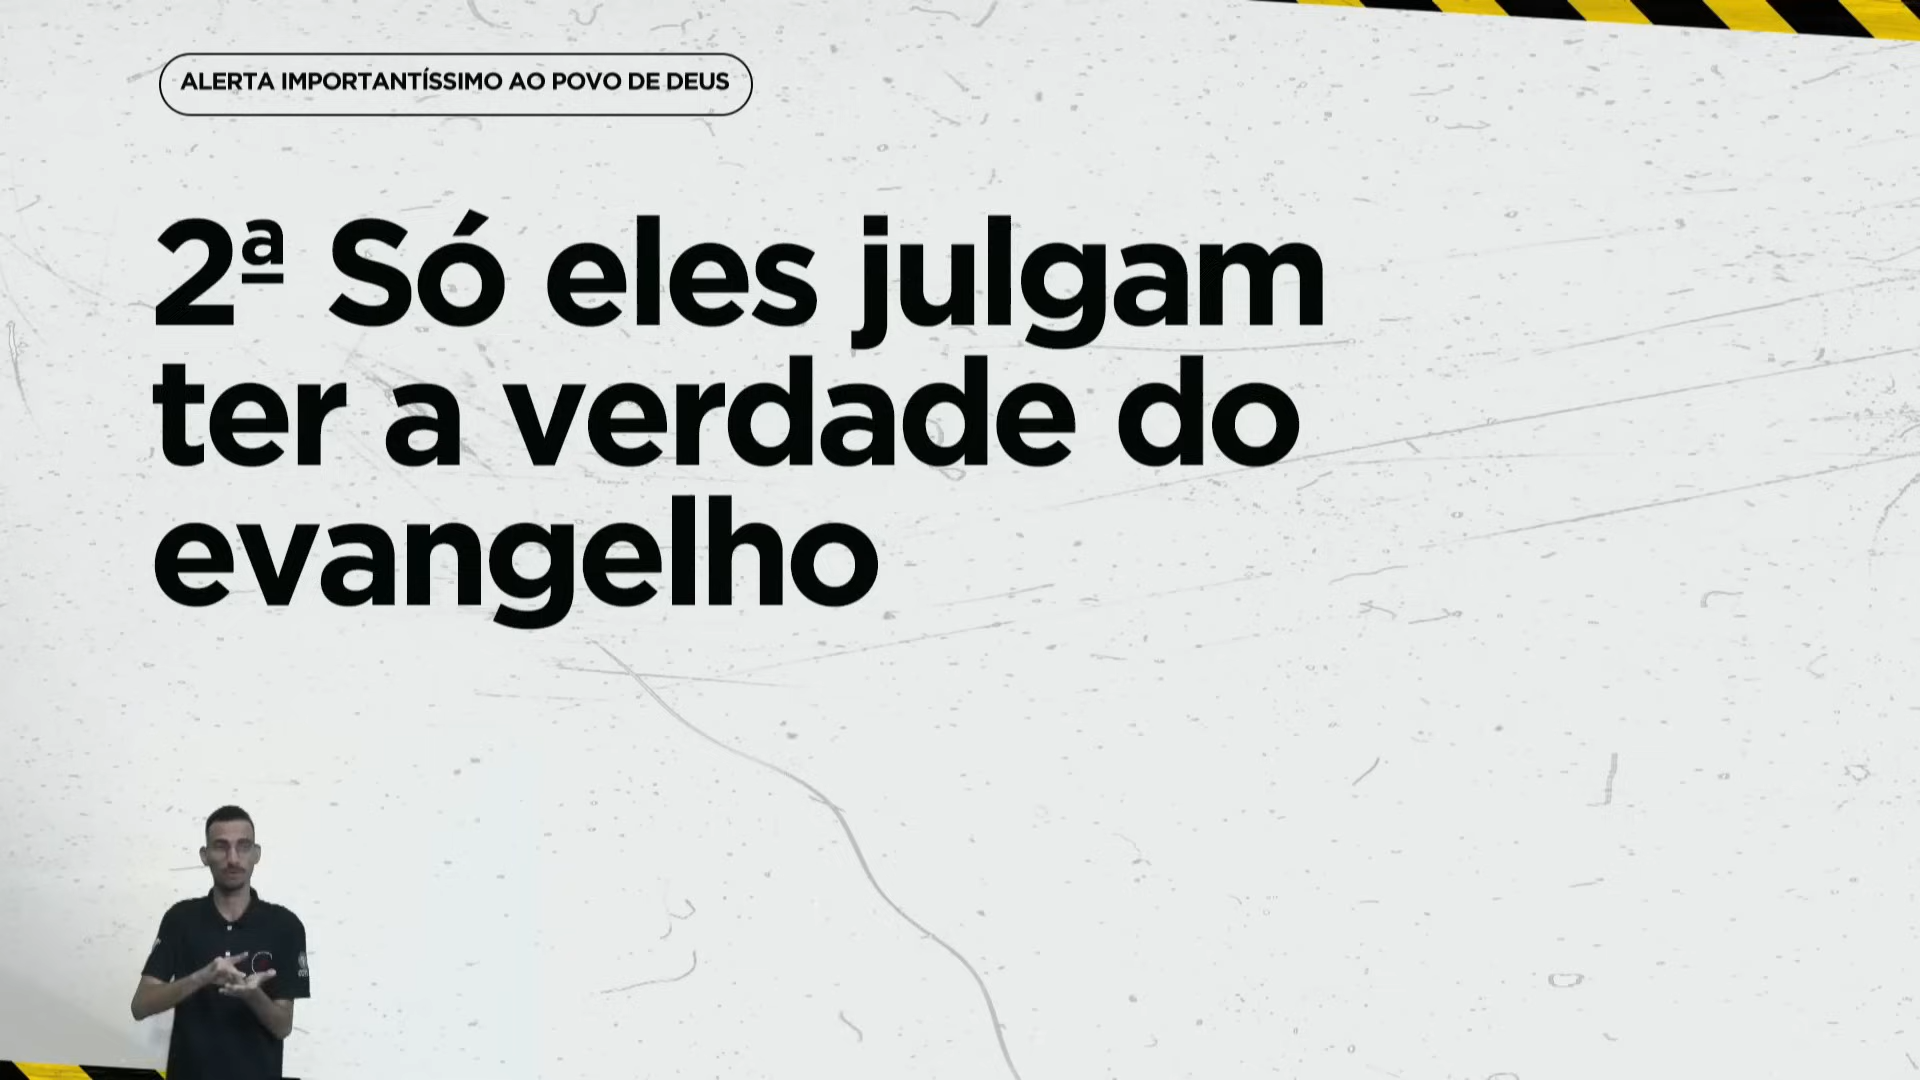 ALERTA IMPORTANTÍSSIMO AO POVO DE DEUS
2ª Só eles julgam
ter a verdade do
evangelho